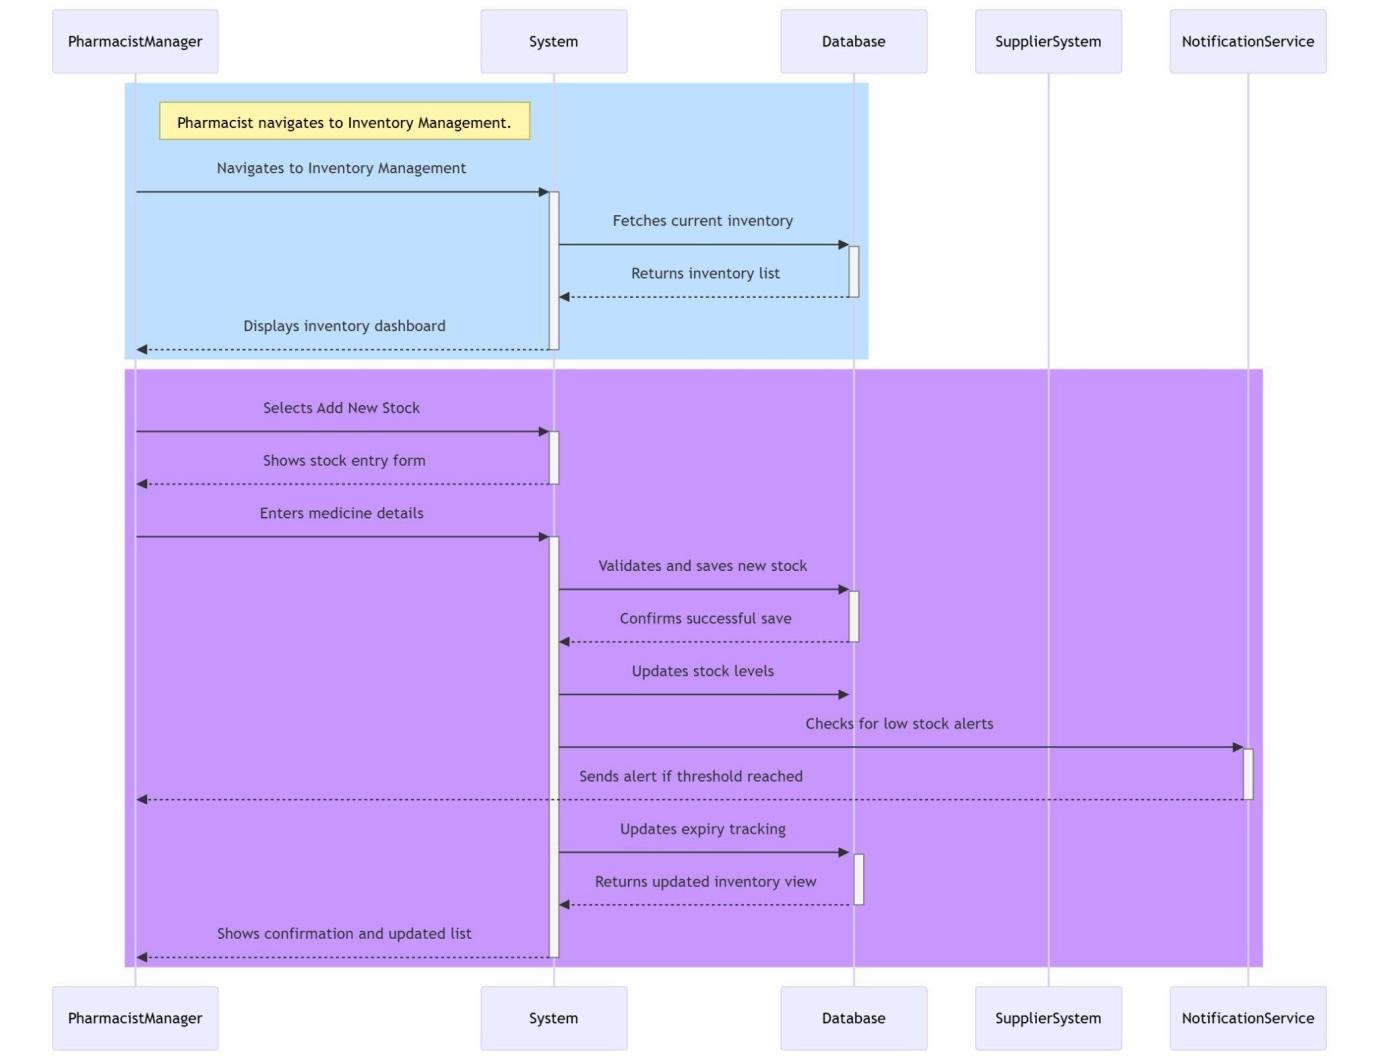 PharmacistManager
System
Database
SupplierSystem
NotificationService
Pharmacist navigates to Inventory Management.
Navigates to Inventory Management
Fetches current inventory
Returns inventory list
Displays inventory dashboard
Selects Add New Stock
Shows stock entry form
Enters medicine details
Validates and saves new stock
Confirms successful save
Updates stock levels
Checks for low stock alerts
Sends alert if threshold reached
Updates expiry tracking
Returns updated inventory view
Shows confirmation and updated list
PharmacistManager
System
Database
SupplierSystem
NotificationService